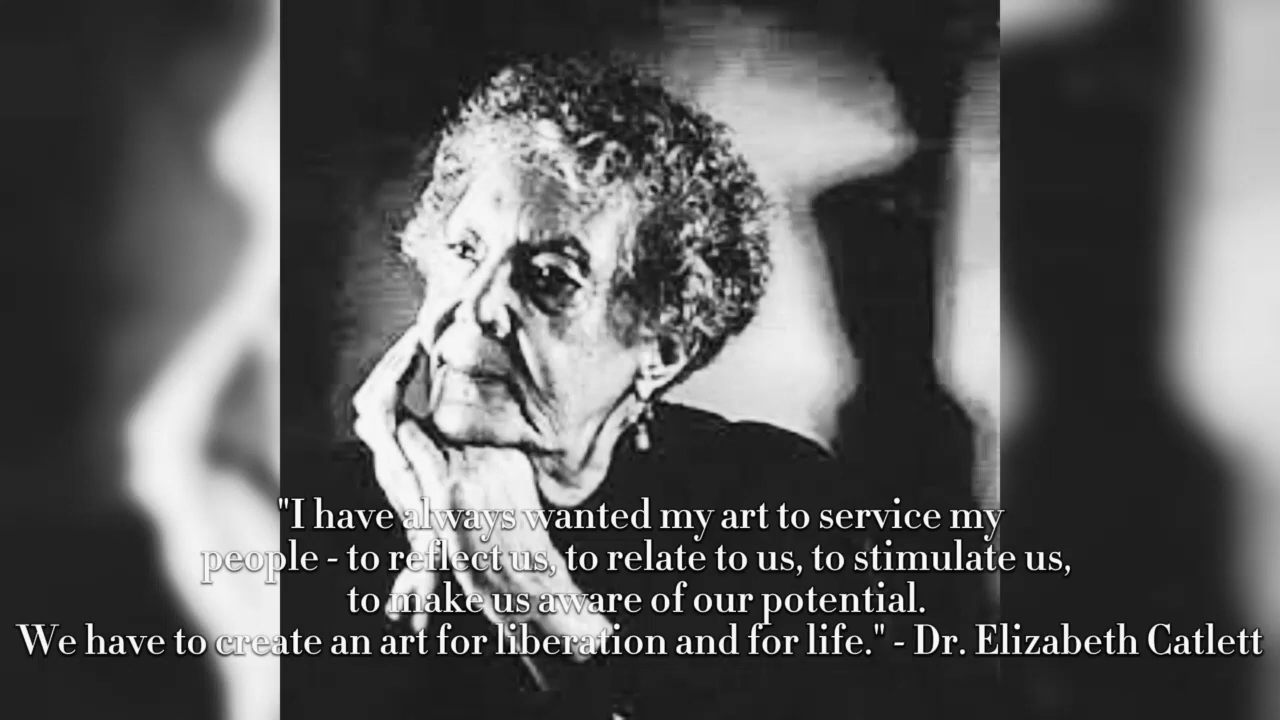 "I have always wanted my art to service my
people - to reflect us, to relate to us, to stimulate us,
to make us aware of our potential.
We have to create an art for liberation and for life." - Dr. Elizabeth Catlett